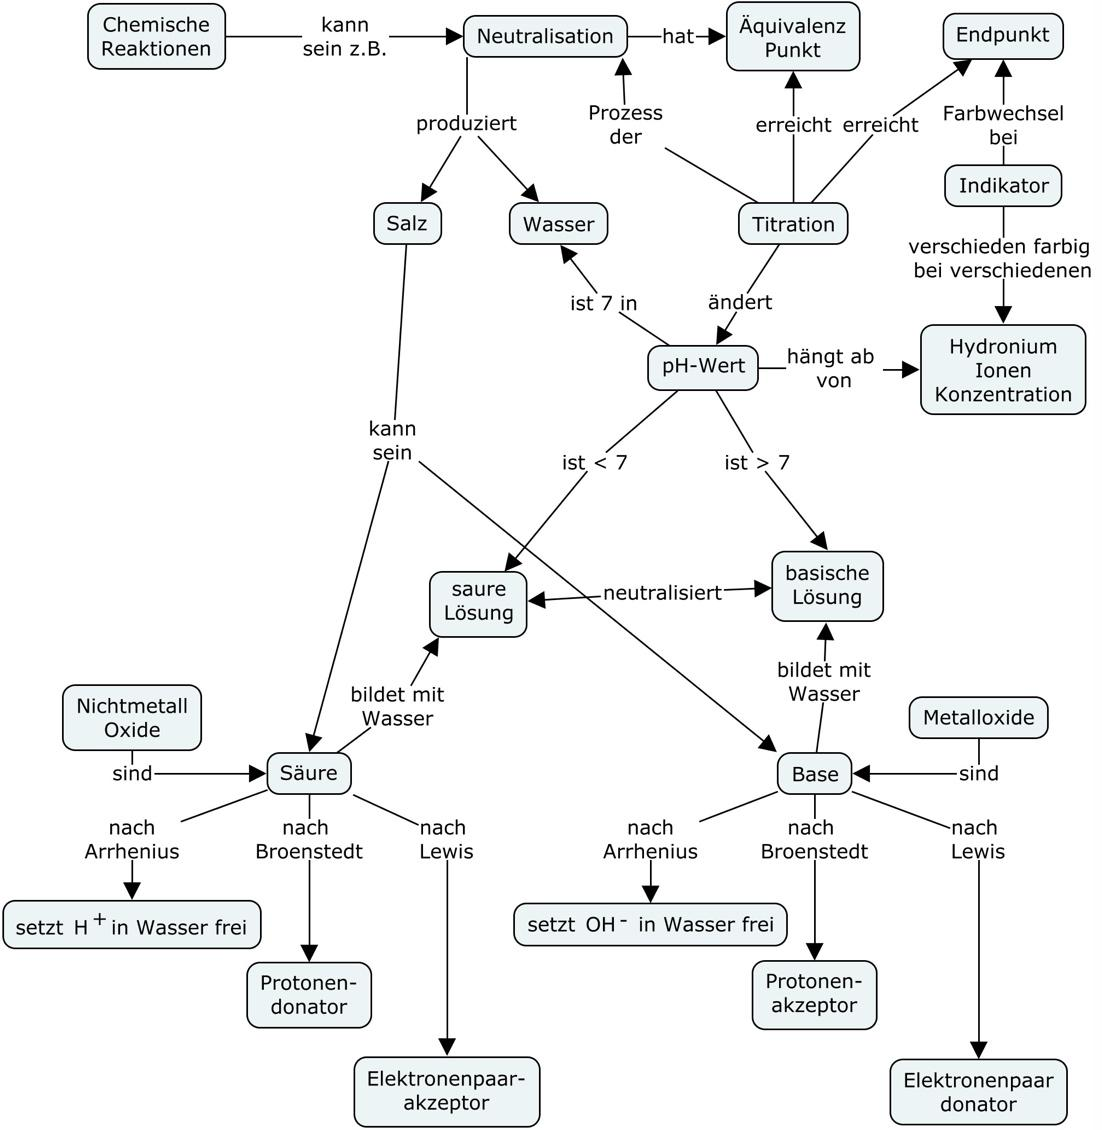 Chemische
Reaktionen
kann
sein z.B.
Neutralisation
hat
Äquivalenz
Punkt
Endpunkt
produziert
Prozess
der
erreicht
erreicht
Farbwechsel
bei
Indikator
Salz
Wasser
Titration
verschieden farbig
bei verschiedenen
ist 7 in
ändert
pH-Wert
hängt ab
von
Hydronium
Ionen
Konzentration
kann
sein
ist < 7
ist > 7
saure
Lösung
neutralisiert
basische
Lösung
bildet mit
Wasser
bildet mit
Wasser
Nichtmetall
Oxide
sind
Säure
Metalloxide
sind
Base
nach
Arrhenius
nach
Broenstedt
nach
Lewis
nach
Arrhenius
nach
Broenstedt
nach
Lewis
setzt H+ in Wasser frei
setzt OH- in Wasser frei
Protonen-
donator
Protonen-
akzeptor
Elektronenpaar-
akzeptor
Elektronenpaar
donator